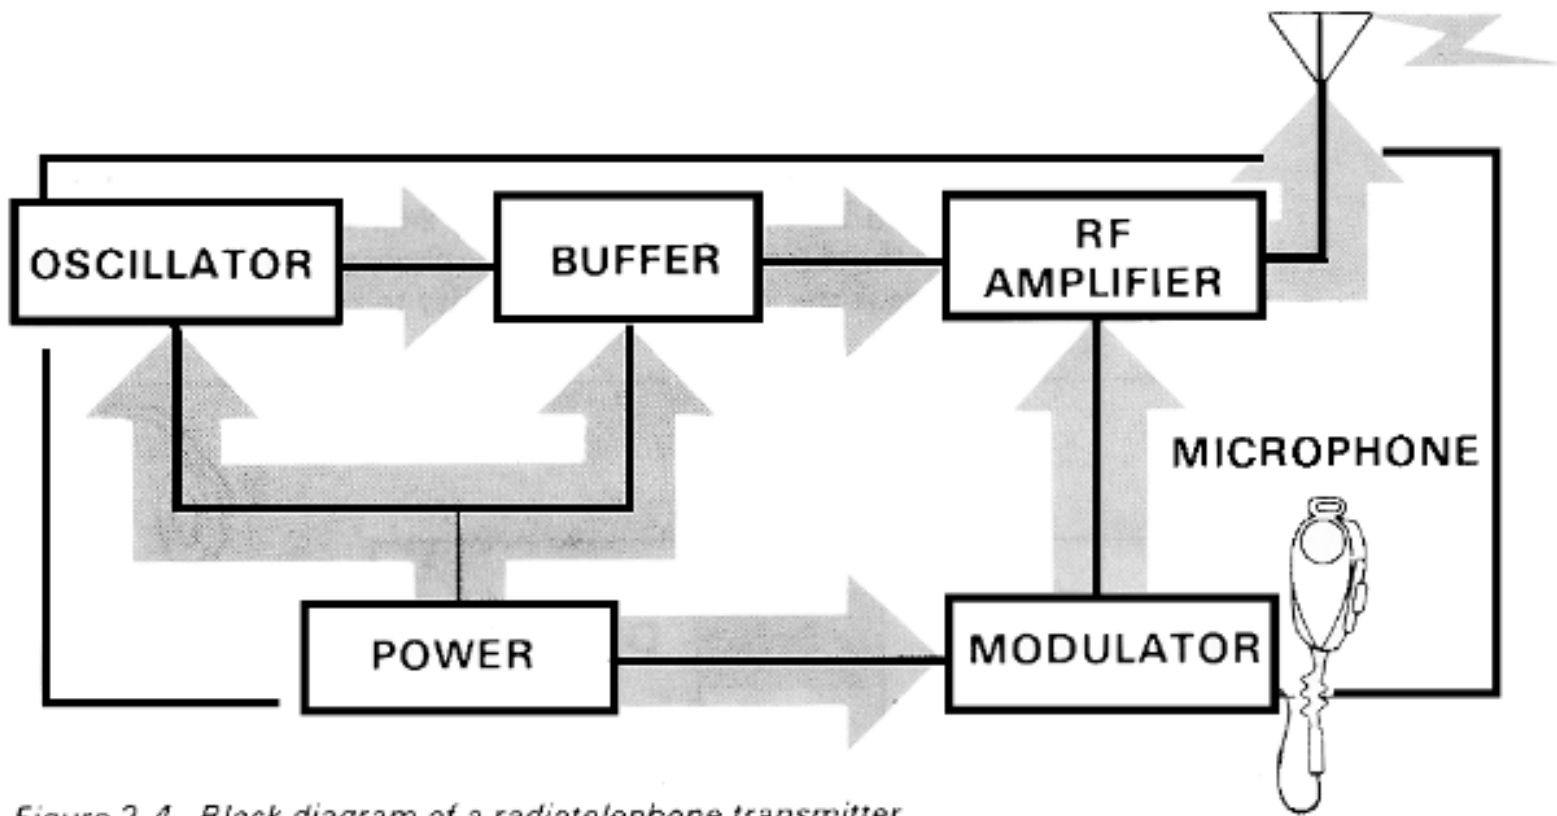 OSCILLATOR
BUFFER
RF
AMPLIFIER
MICROPHONE
POWER
MODULATOR
Figure 2-4. Block diagram of a radiotelephone transmitter